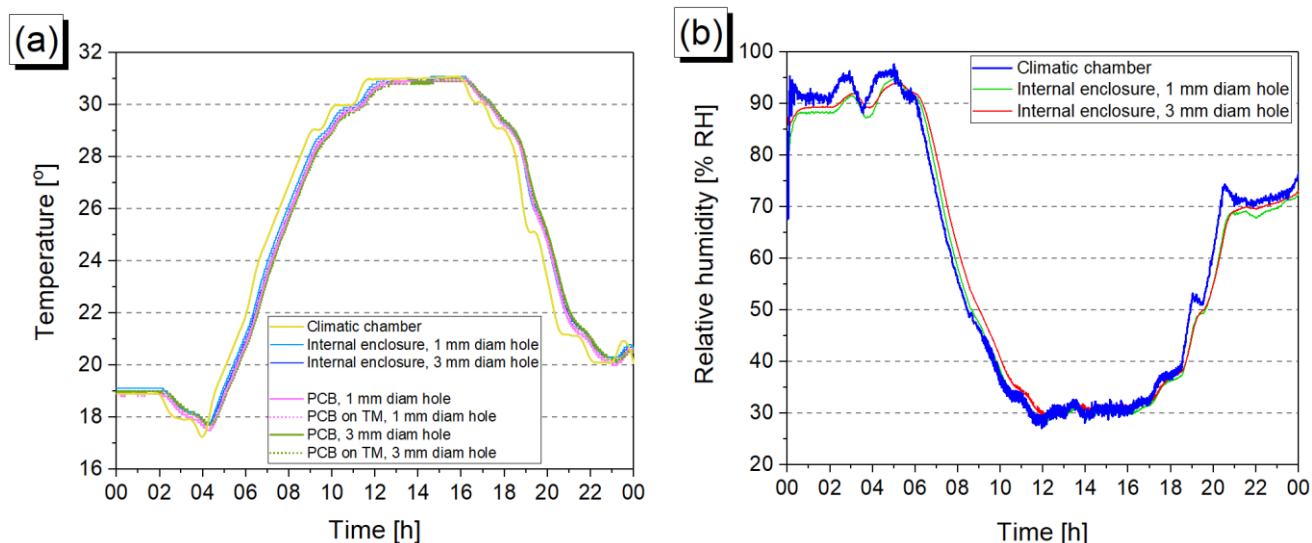 (a)
32
30
28
26
24
22
20
18
16
Temperature [º]
Climatic chamber
Internal enclosure, 1 mm diam hole
Internal enclosure, 3 mm diam hole
PCB, 1 mm diam hole
PCB on TM, 1 mm diam hole
PCB, 3 mm diam hole
PCB on TM, 3 mm diam hole
00 02 04 06 08 10 12 14 16 18 20 22 00
Time [h]
(b)
100
90
80
70
60
50
40
30
20
Relative humidity [% RH]
Climatic chamber
Internal enclosure, 1 mm diam hole
Internal enclosure, 3 mm diam hole
00 02 04 06 08 10 12 14 16 18 20 22 00
Time [h]